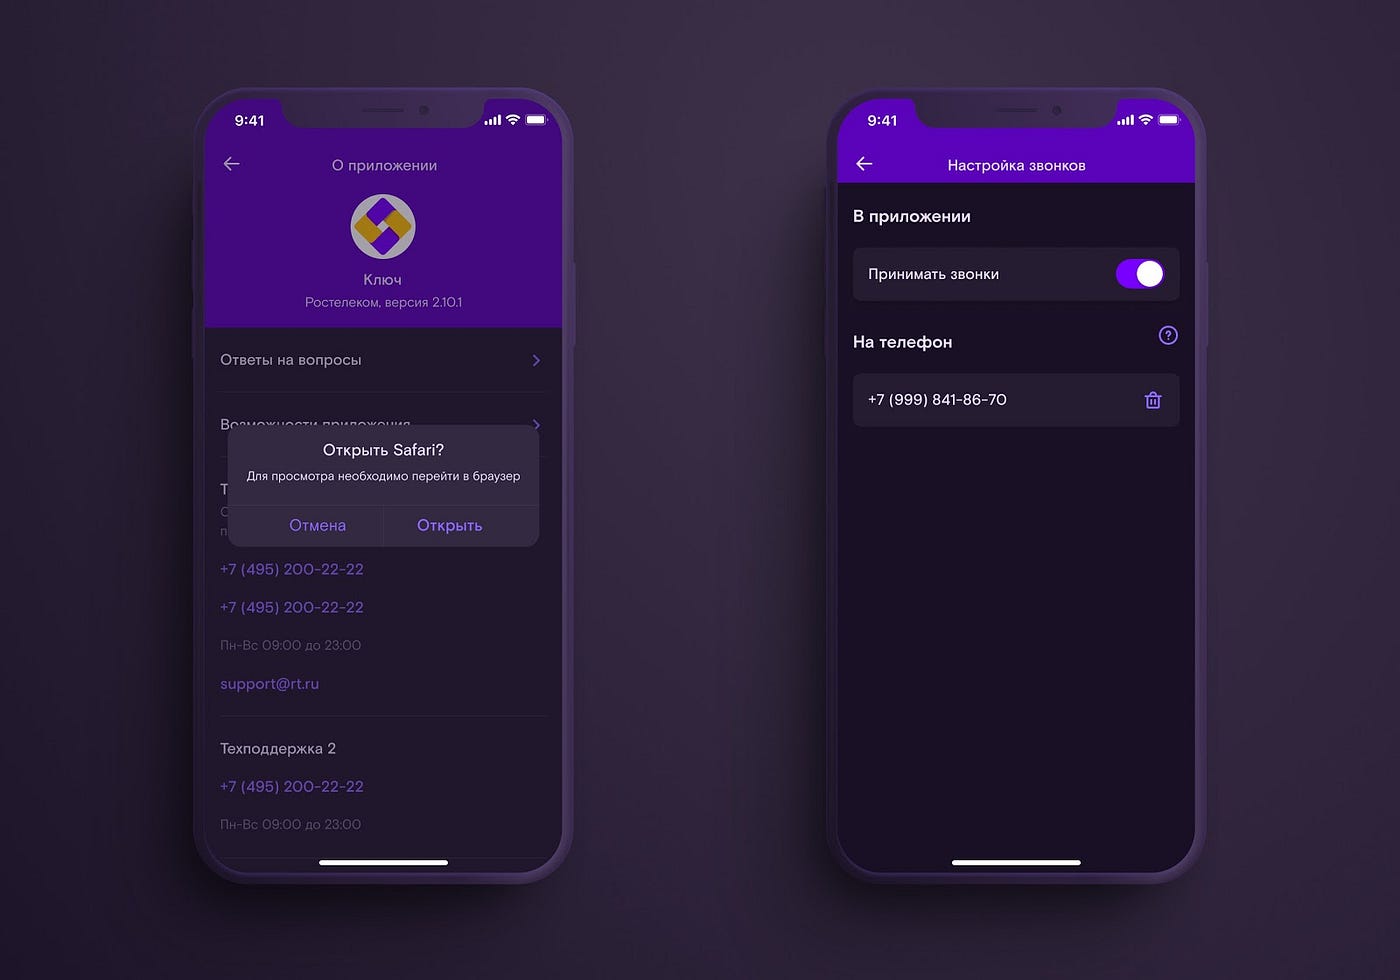 9:41
О приложении
Ключ
Ростелеком, версия 2.10.1
Ответы на вопросы
Возможности приложения
Открыть Safari?
Для просмотра необходимо перейти в браузер
Отмена
Открыть
+7 (495) 200-22-22
+7 (495) 200-22-22
Пн-Вс 09:00 до 23:00
support@rt.ru
Техподдержка 2
+7 (495) 200-22-22
Пн-Вс 09:00 до 23:00
9:41
Настройка звонков
В приложении
Принимать звонки
На телефон
?
+7 (999) 841-86-70